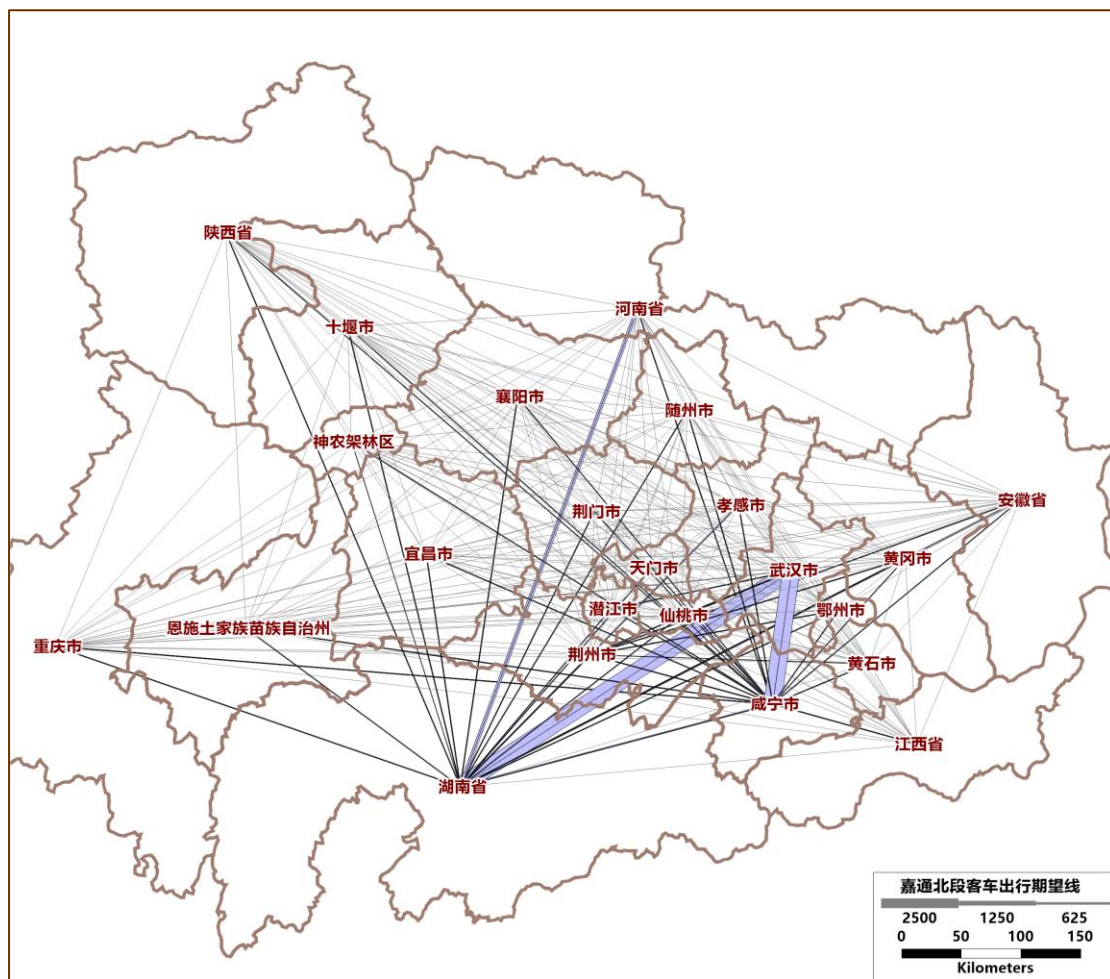 陕西省
河南省
十堰市
襄阳市
随州市
神农架林区
安徽省
孝感市
荆门市
宜昌市
黄冈市
天门市
武汉市
潜江市
仙桃市
鄂州市
恩施土家族苗族自治州
重庆市
荆州市
黄石市
咸宁市
江西省
湖南省
嘉通北段客车出行期望线
2500 1250 625
0 50 100 150
Kilometers